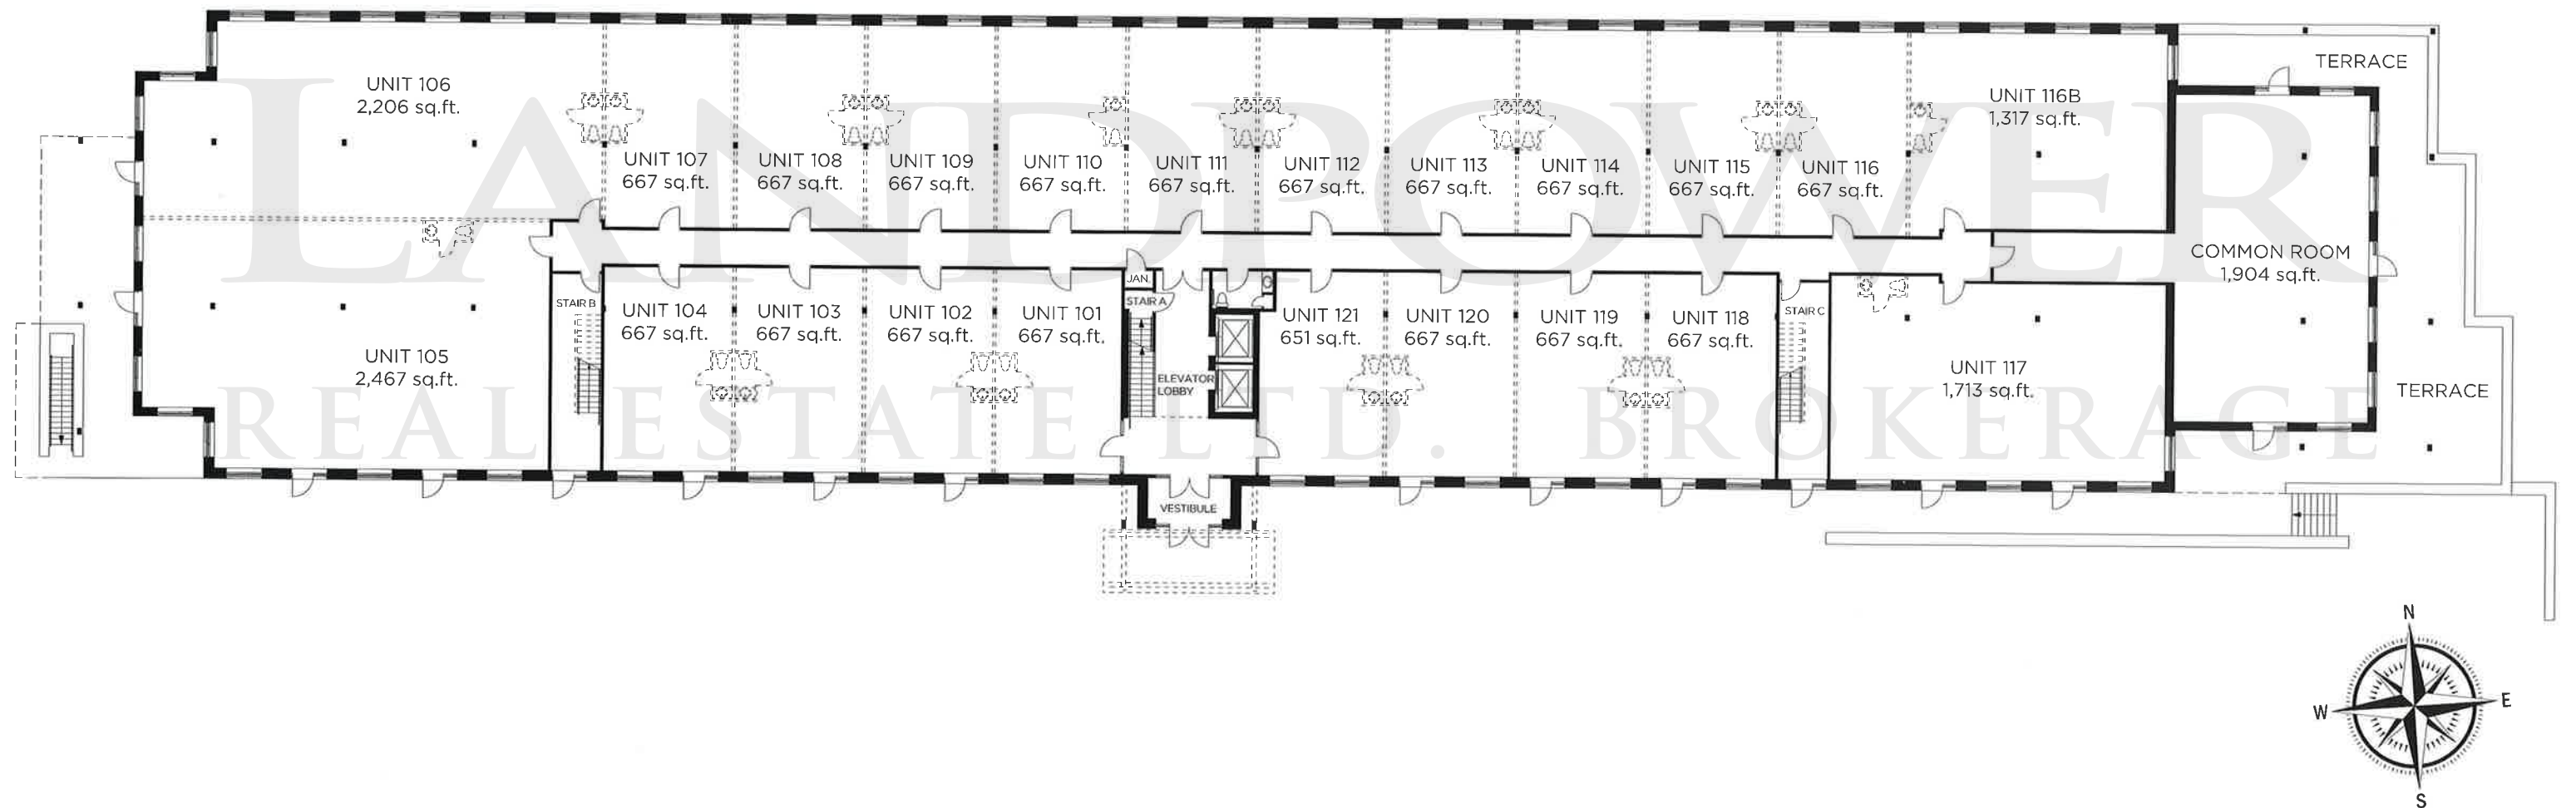 LANDPOWER
REAL ESTATE LTD. BROKERAGE
TERRACE
UNIT 106
2,206 sq.ft.
UNIT 116B
1,317 sq.ft.
UNIT 107
667 sq.ft.
UNIT 108
667 sq.ft.
UNIT 109
667 sq.ft.
UNIT 110
667 sq.ft.
UNIT 111
667 sq.ft.
UNIT 112
667 sq.ft.
UNIT 113
667 sq.ft.
UNIT 114
667 sq.ft.
UNIT 115
667 sq.ft.
UNIT 116
667 sq.ft.
COMMON ROOM
1,904 sq.ft.
JAN.
STAIR B
STAIR A
STAIR C
UNIT 104
667 sq.ft.
UNIT 103
667 sq.ft.
UNIT 102
667 sq.ft.
UNIT 101
667 sq.ft.
UNIT 121
651 sq.ft.
UNIT 120
667 sq.ft.
UNIT 119
667 sq.ft.
UNIT 118
667 sq.ft.
UNIT 105
2,467 sq.ft.
ELEVATOR
LOBBY
UNIT 117
1,713 sq.ft.
TERRACE
VESTIBULE
N
W
E
S